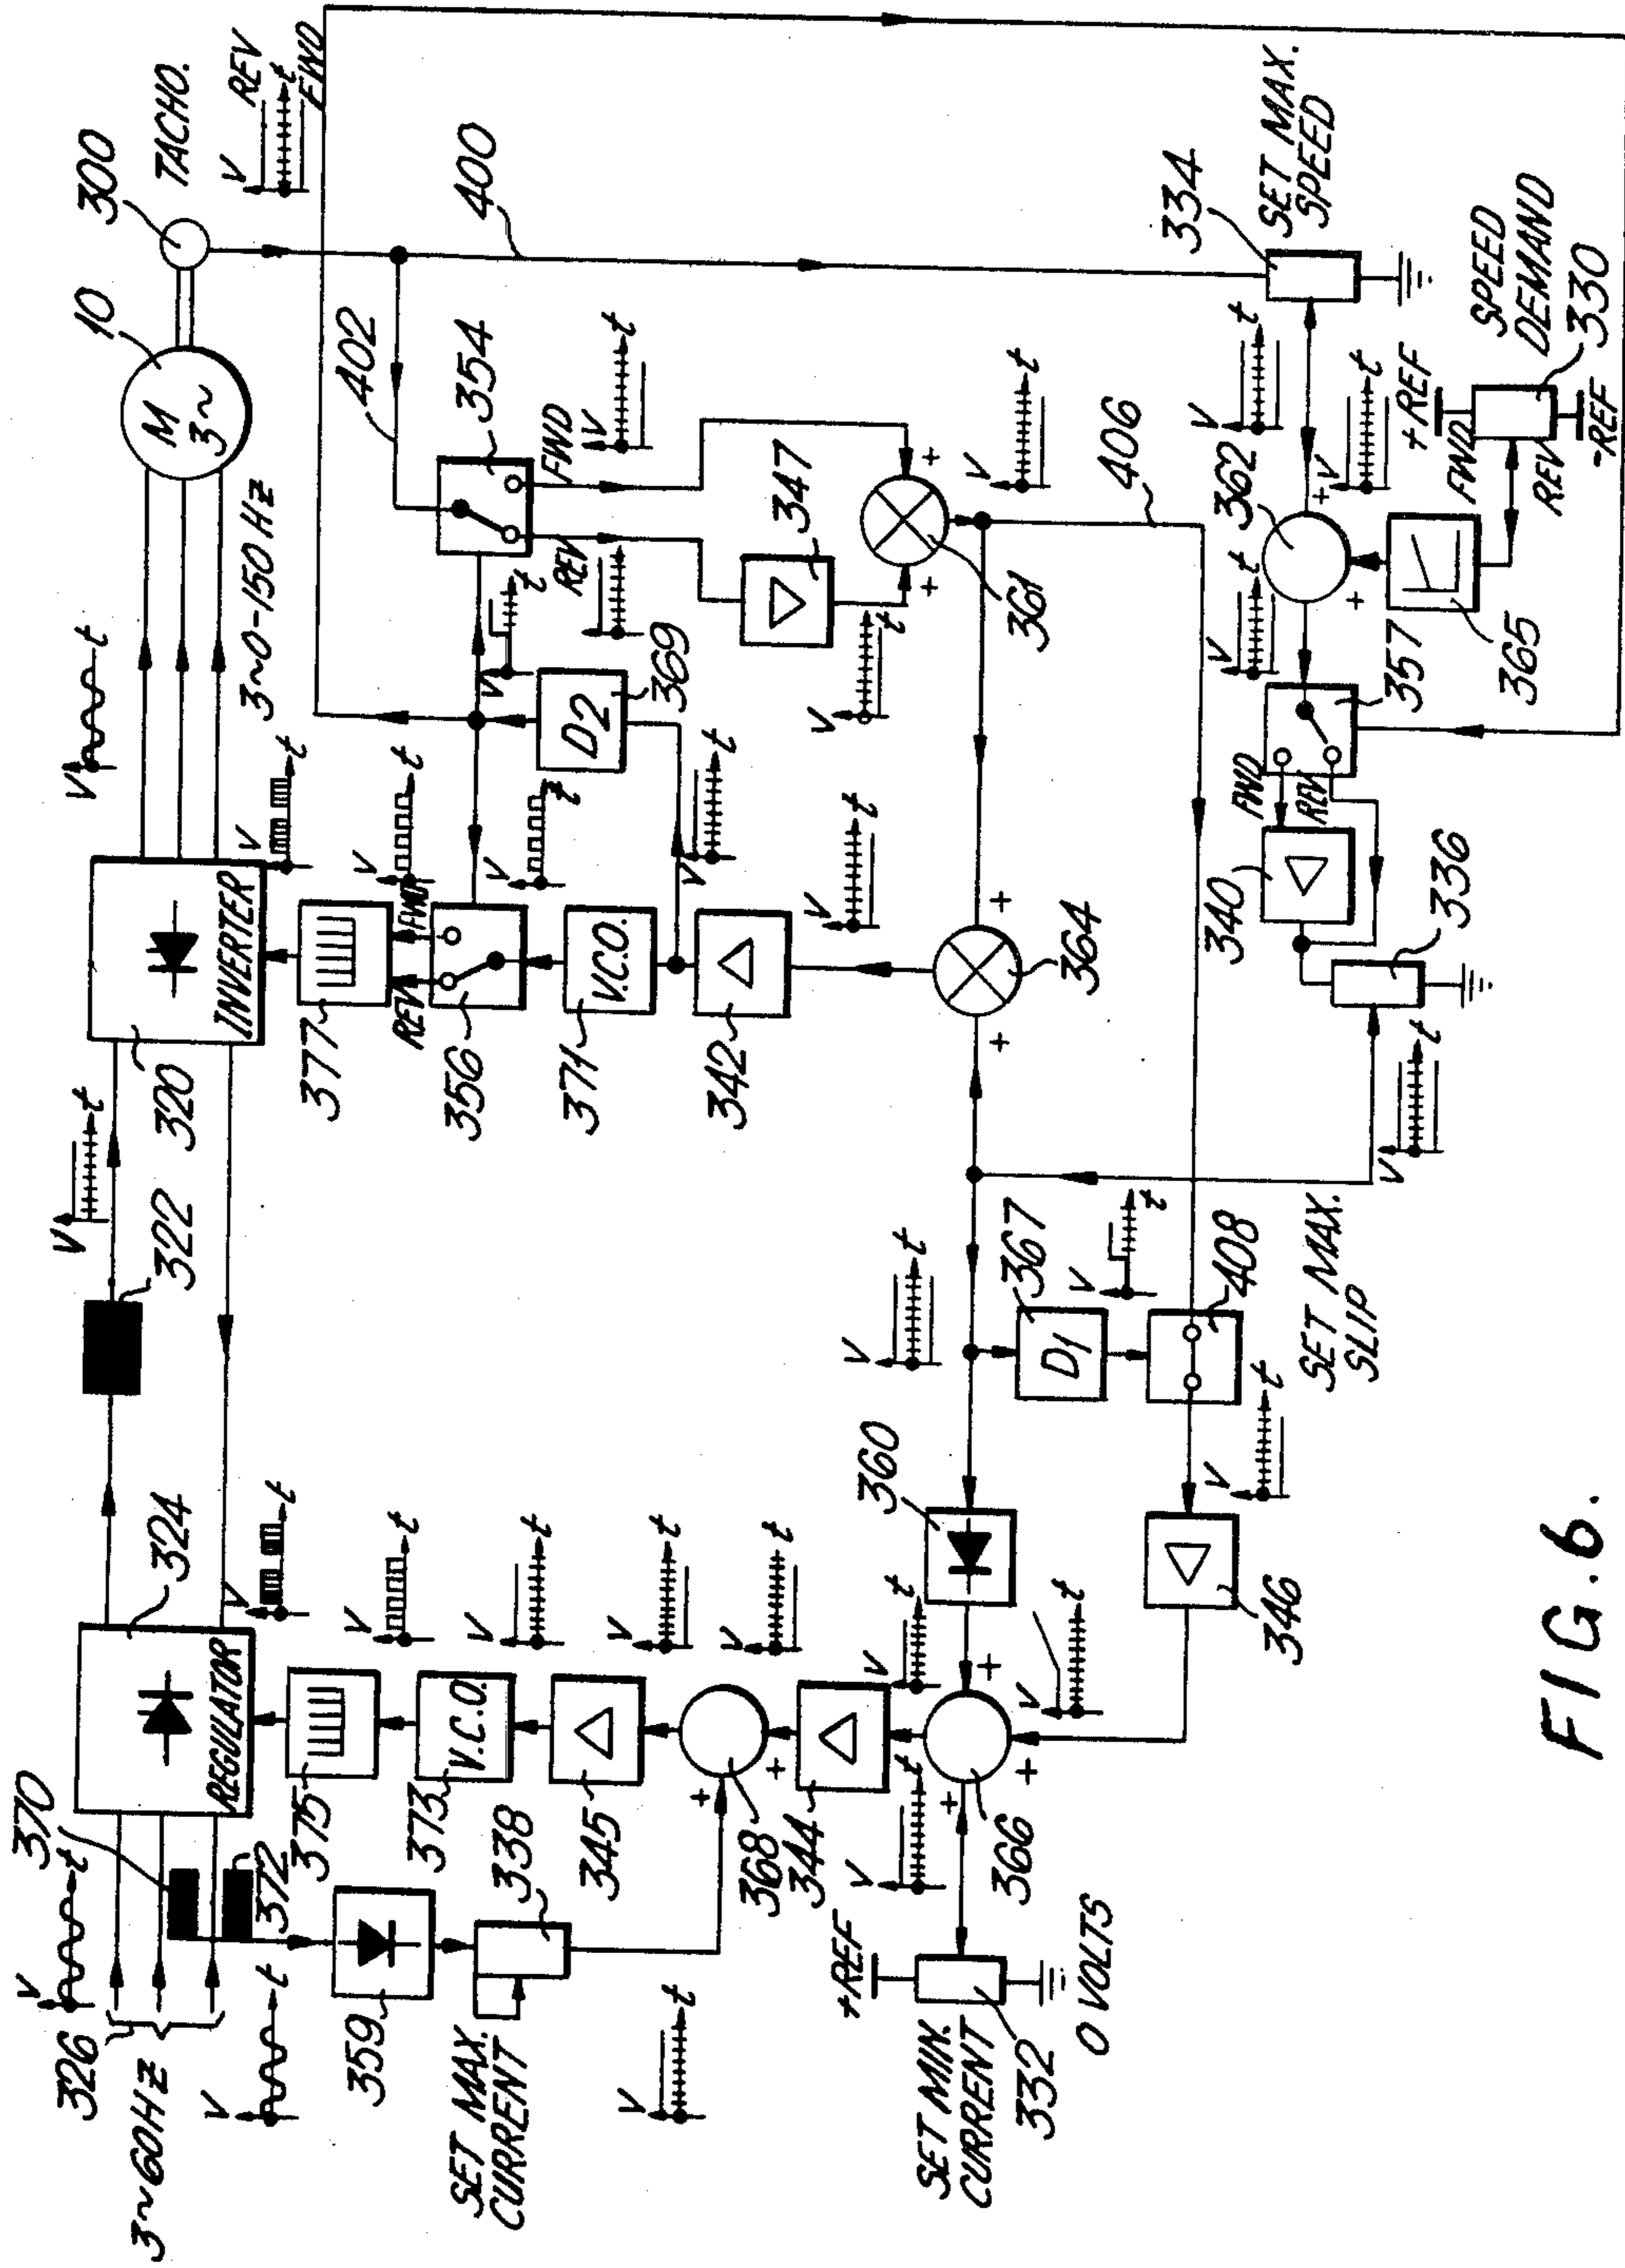 3~60Hz
326
V
t
370
V
t
372
REGULATOR
324
322
V
t
320
INVERTER
V
t
V
t
3~0-150 Hz
M
3~
10
300
TACHO.
V
REV
t
FWD
359
SET MAX.
CURRENT
338
V
t
375
V
t
V.C.O.
373
V
t
345
V
t
368
+
+
V
t
344
V
t
V
t
366
+
+
+
+REF
SET MIN.
CURRENT
332
0 VOLTS
360
V
t
V
t
346
V
t
D1
367
V
t
408
SET MAX.
SLIP
V
t
377
V
t
REV
FWD
356
V
t
V.C.O.
371
342
V
t
D2
369
V
t
V
t
364
+
+
402
400
354
REV
FWD
V
t
t
347
V
t
361
+
+
V
t
406
334
SET MAX.
SPEED
V
t
362
+
+
V
t
V
t
357
FWD
REV
340
336
V
t
365
+REF
FWD
REV
-REF
SPEED
DEMAND
330
FIG. 6.